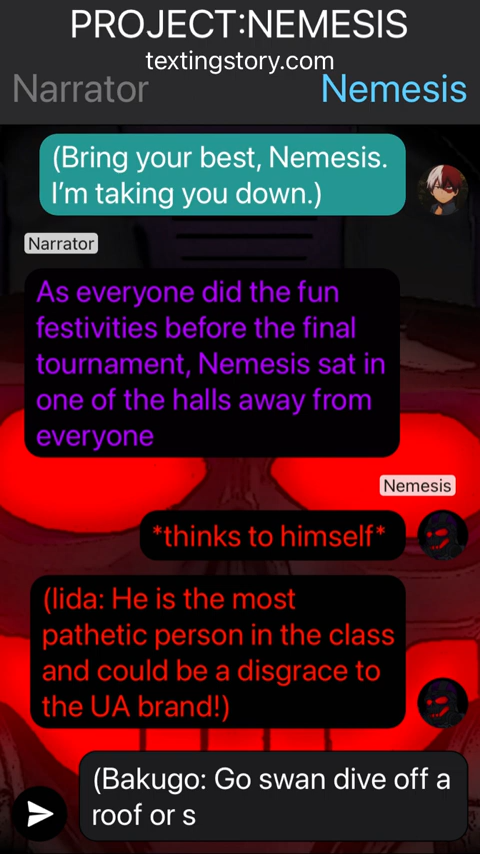 PROJECT:NEMESIS
textingstory.com
Narrator Nemesis
(Bring your best, Nemesis.
I’m taking you down.)
Narrator
As everyone did the fun
festivities before the final
tournament, Nemesis sat in
one of the halls away from
everyone
Nemesis
*thinks to himself*
(Iida: He is the most
pathetic person in the class
and could be a disgrace to
the UA brand!)
(Bakugo: Go swan dive off a
roof or s